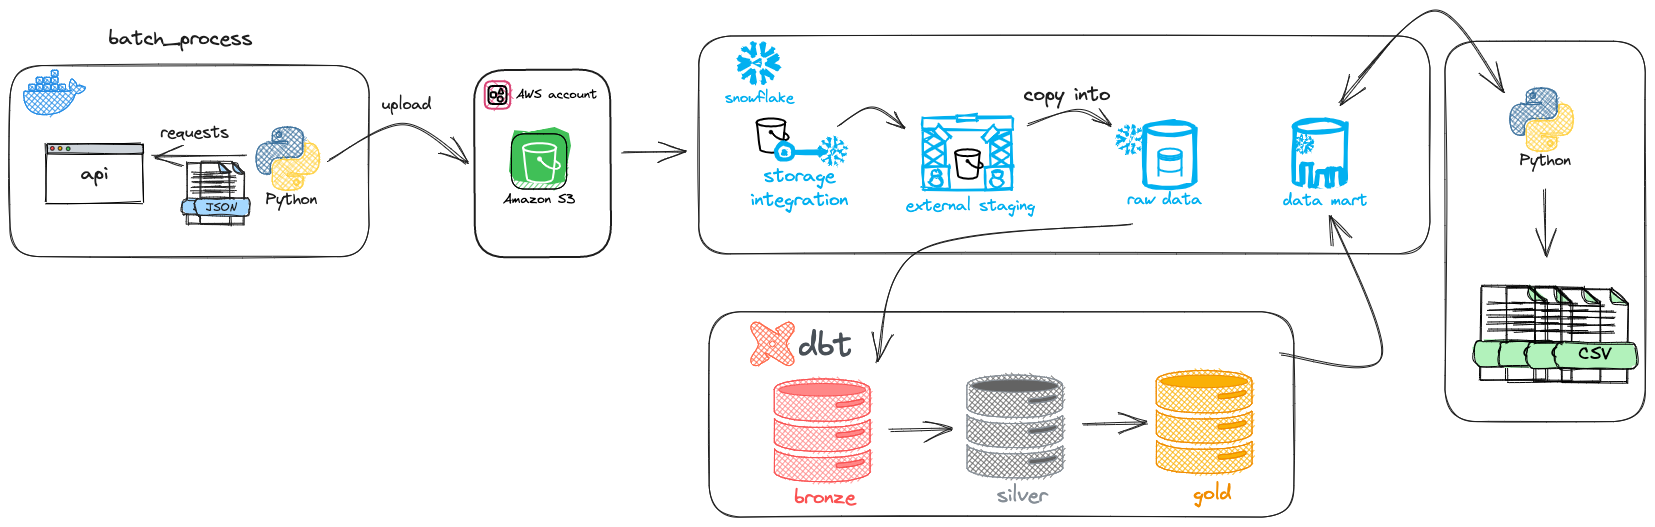 batch_process
requests
api
JSON
Python
upload
AWS account
Amazon S3
snowflake
storage
integration
external staging
copy into
raw data
data mart
Python
CSV
dbt
bronze
silver
gold